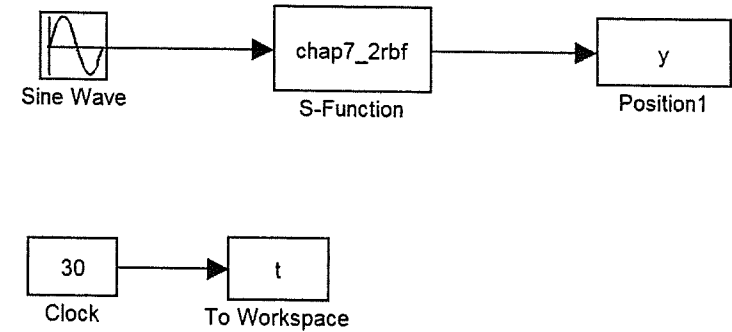 chap7_2rbf
y
Sine Wave
S-Function
Position1
30
t
Clock
To Workspace